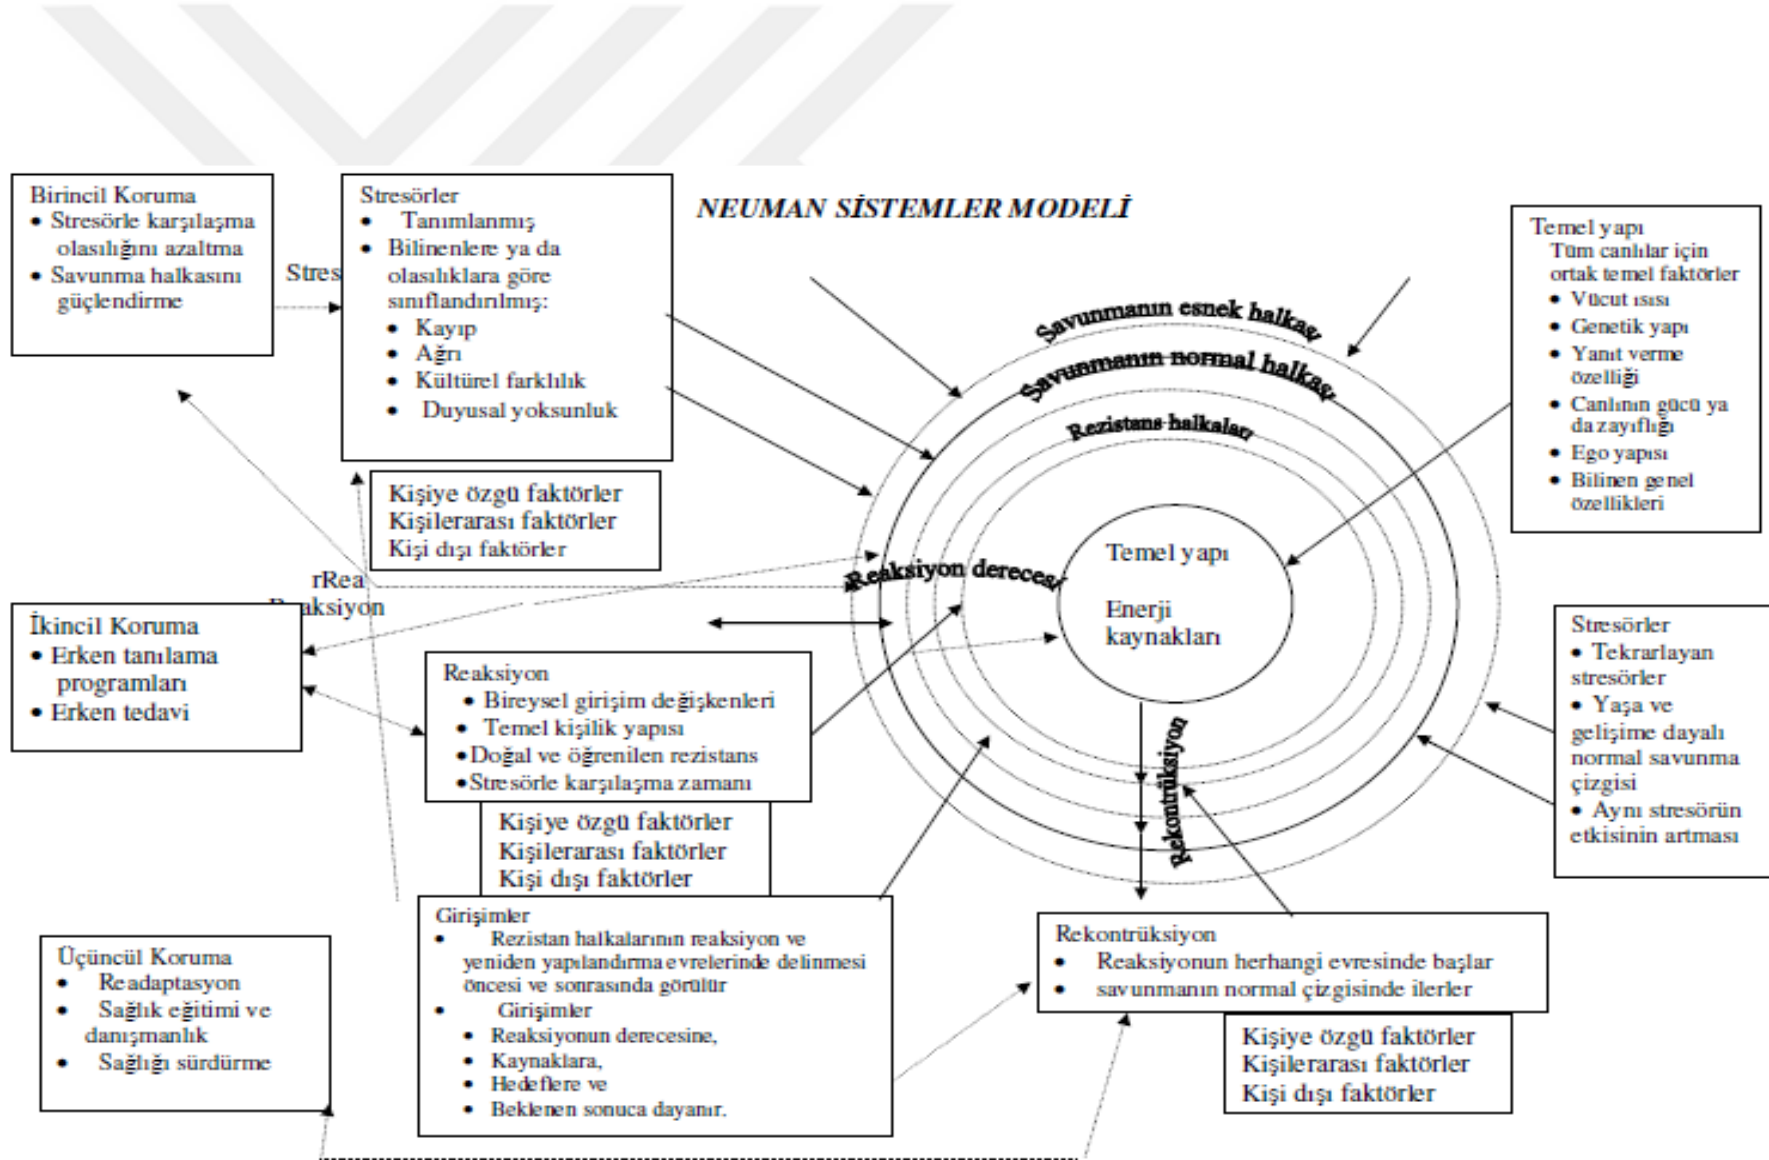 NEUMAN SİSTEMLER MODELİ
Birincil Koruma
• Stresörle karşılaşma
olasılığını azaltma
• Savunma halkasını
güçlendirme
Stres
Stresörler
• Tanımlanmış
• Bilinenlere ya da
olasılıklara göre
sınıflandırılmış:
• Kayıp
• Ağrı
• Kültürel farklılık
• Duyusal yoksunluk
Kişiye özgü faktörler
Kişilerarası faktörler
Kişi dışı faktörler
Savunmanın esnek halkası
Savunmanın normal halkası
Rezistans halkaları
Reaksiyon derecesi
Temel yapı
Enerji
kaynakları
Rekontrüksiyon
Temel yapı
Tüm canlılar için
ortak temel faktörler
• Vücut ısısı
• Genetik yapı
• Yanıt verme
özelliği
• Canlının gücü ya
da zayıflığı
• Ego yapısı
• Bilinen genel
özellikleri
rRea
Reaksiyon
İkincil Koruma
• Erken tanılama
programları
• Erken tedavi
Reaksiyon
• Bireysel girişim değişkenleri
• Temel kişilik yapısı
• Doğal ve öğrenilen rezistans
• Stresörle karşılaşma zamanı
Kişiye özgü faktörler
Kişilerarası faktörler
Kişi dışı faktörler
Stresörler
• Tekrarlayan
stresörler
• Yaşa ve
gelişime dayalı
normal savunma
çizgisi
• Aynı stresörün
etkisinin artması
Üçüncül Koruma
• Readaptasyon
• Sağlık eğitimi ve
danışmanlık
• Sağlığı sürdürme
Girişimler
• Rezistan halkalarının reaksiyon ve
yeniden yapılandırma evrelerinde delinmesi
öncesi ve sonrasında görülür
• Girişimler
• Reaksiyonun derecesine,
• Kaynaklara,
• Hedeflere ve
• Beklenen sonuca dayanır.
Rekontrüksiyon
• Reaksiyonun herhangi evresinde başlar
• savunmanın normal çizgisinde ilerler
Kişiye özgü faktörler
Kişilerarası faktörler
Kişi dışı faktörler